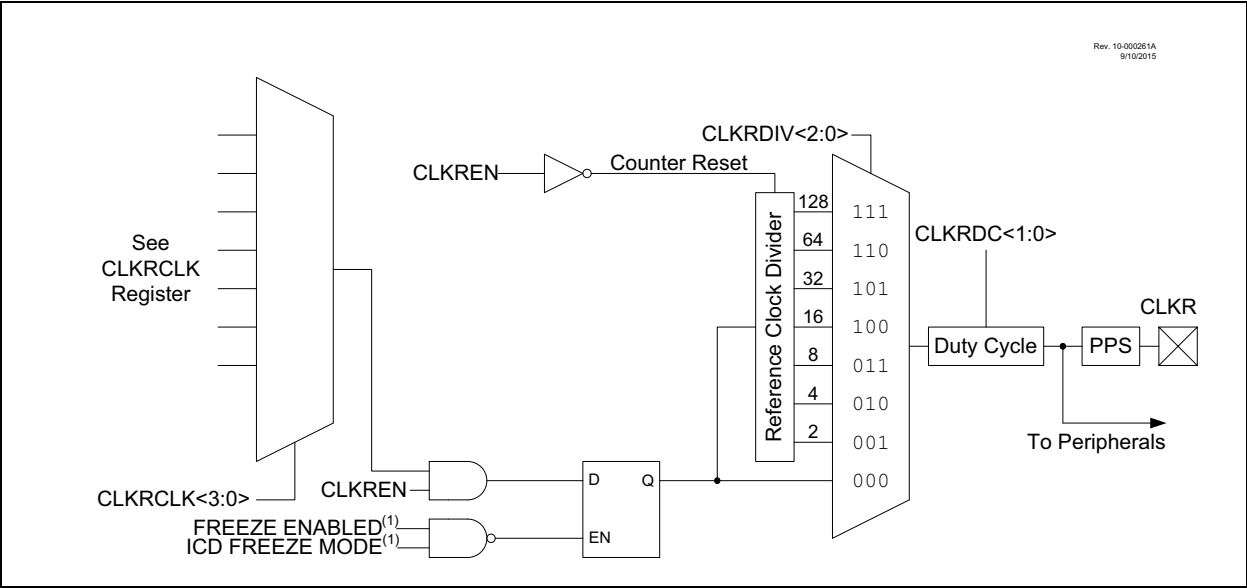 Rev. 10-000261A
9/10/2015
CLKRDIV<2:0>
CLKREN
Counter Reset
See
CLKRCLK
Register
Reference Clock Divider
128
64
32
16
8
4
2
111
110
101
100
011
010
001
000
CLKRDC<1:0>
Duty Cycle
PPS
CLKR
To Peripherals
CLKRCLK<3:0>
CLKREN
FREEZE ENABLED(1)
ICD FREEZE MODE(1)
D
Q
EN